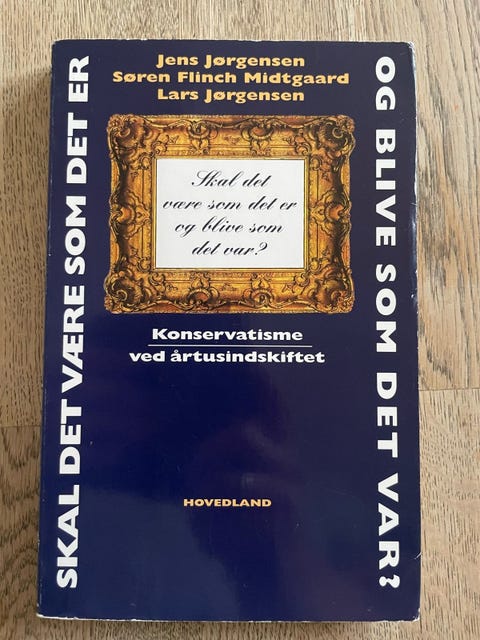 Jens Jørgensen
Søren Flinch Midtgaard
Lars Jørgensen
SKAL DET VÆRE SOM DET ER
OG BLIVE SOM DET VAR?
Skal det
være som det er
og blive som
det var?
Konservatisme
ved årtusindskiftet
HOVEDLAND